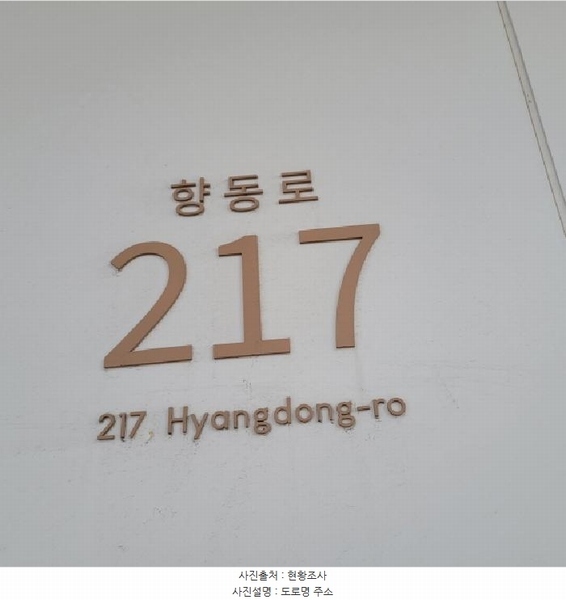 향동로
217
217, Hyangdong-ro
사진출처 : 현황조사
사진설명 : 도로명 주소